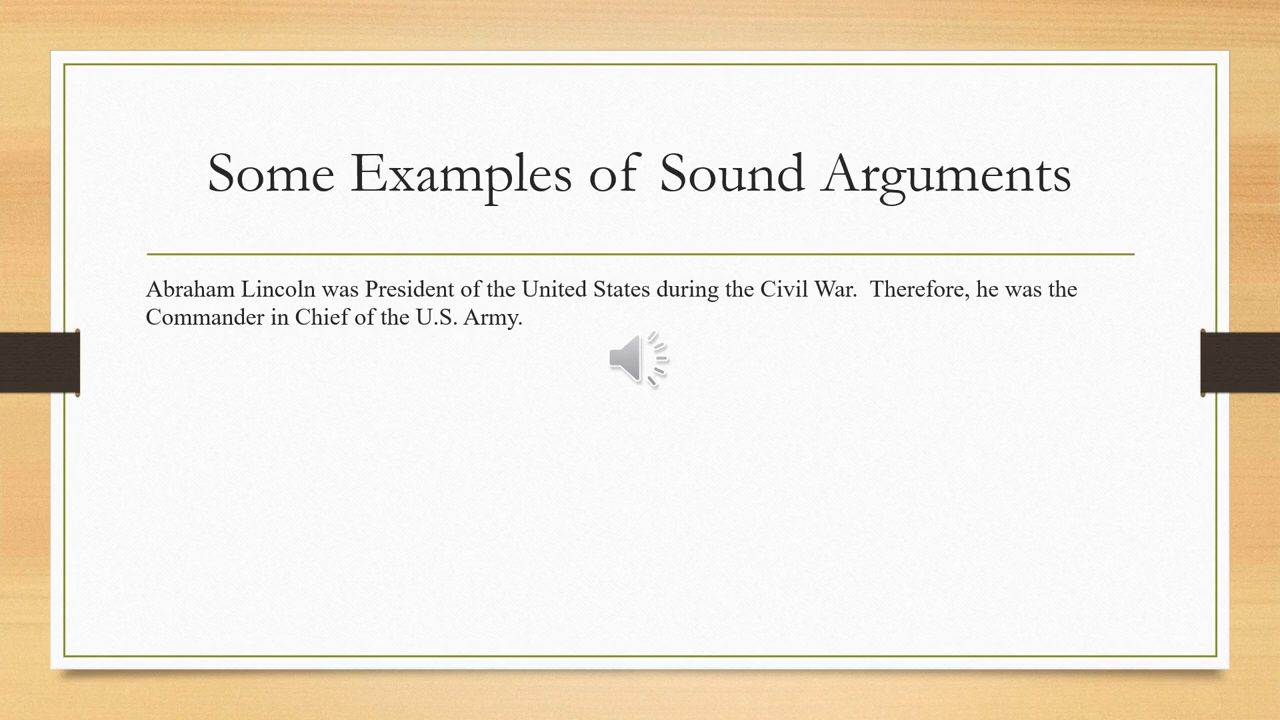 Some Examples of Sound Arguments
Abraham Lincoln was President of the United States during the Civil War.  Therefore, he was the
Commander in Chief of the U.S. Army.